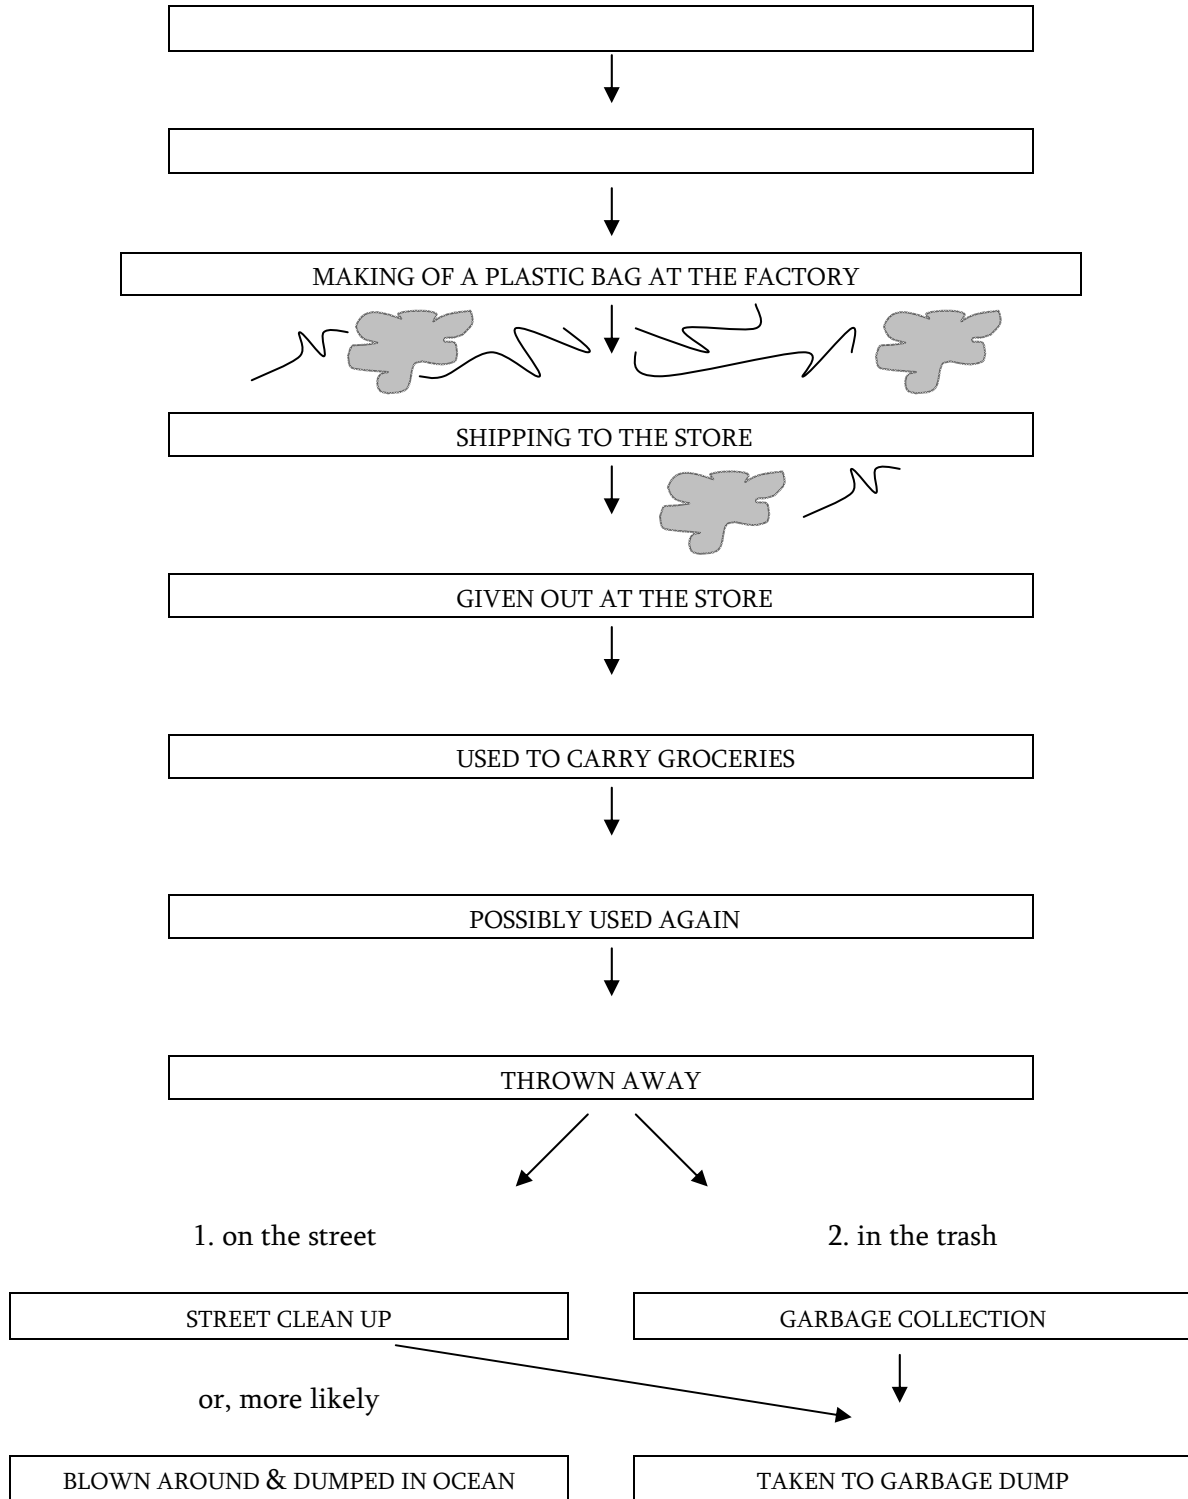 MAKING OF A PLASTIC BAG AT THE FACTORY
SHIPPING TO THE STORE
GIVEN OUT AT THE STORE
USED TO CARRY GROCERIES
POSSIBLY USED AGAIN
THROWN AWAY
1. on the street
2. in the trash
STREET CLEAN UP
GARBAGE COLLECTION
or, more likely
BLOWN AROUND & DUMPED IN OCEAN
TAKEN TO GARBAGE DUMP